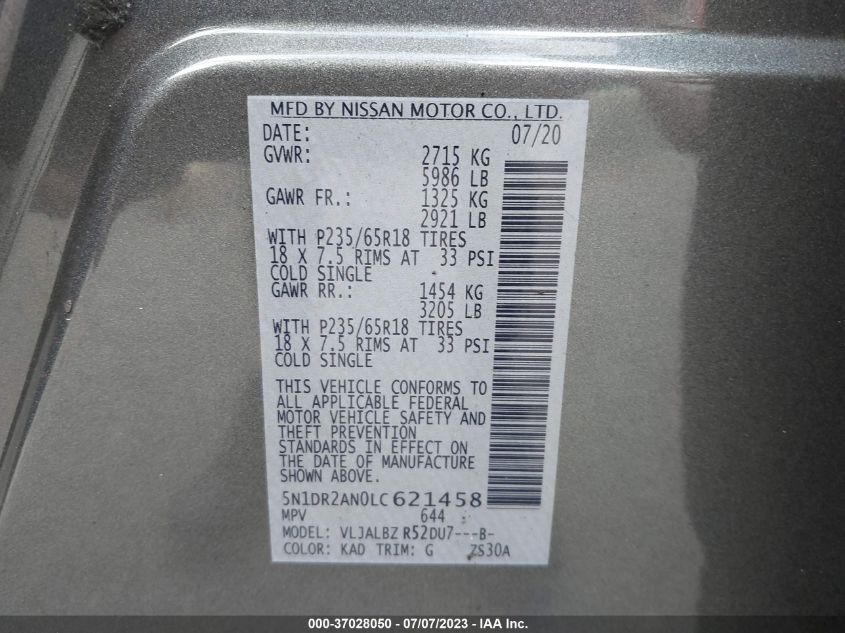 MFD BY NISSAN MOTOR CO., LTD.
DATE: 07/20
GVWR: 2715 KG
5986 LB
GAWR FR.: 1325 KG
2921 LB
WITH P235/65R18 TIRES
18 X 7.5 RIMS AT 33 PSI
COLD SINGLE
GAWR RR.: 1454 KG
3205 LB
WITH P235/65R18 TIRES
18 X 7.5 RIMS AT 33 PSI
COLD SINGLE
THIS VEHICLE CONFORMS TO
ALL APPLICABLE FEDERAL
MOTOR VEHICLE SAFETY AND
THEFT PREVENTION
STANDARDS IN EFFECT ON
THE DATE OF MANUFACTURE
SHOWN ABOVE.
5N1DR2AN0LC621458
MPV 644
MODEL: VLJALBZ R52DU7---B-
COLOR: KAD TRIM: G ZS30A
000-37028050 - 07/07/2023 - IAA Inc.